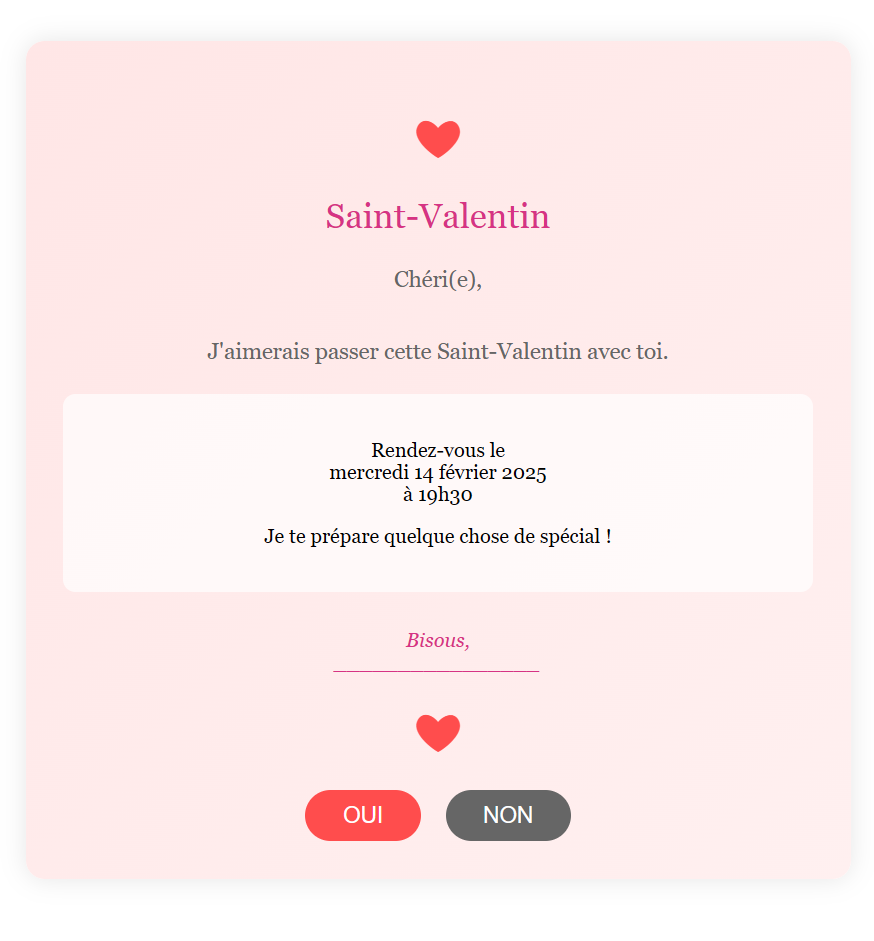 Saint-Valentin
Chéri(e),
J'aimerais passer cette Saint-Valentin avec toi.
Rendez-vous le
mercredi 14 février 2025
à 19h30
Je te prépare quelque chose de spécial !
Bisous,
________________
OUI NON